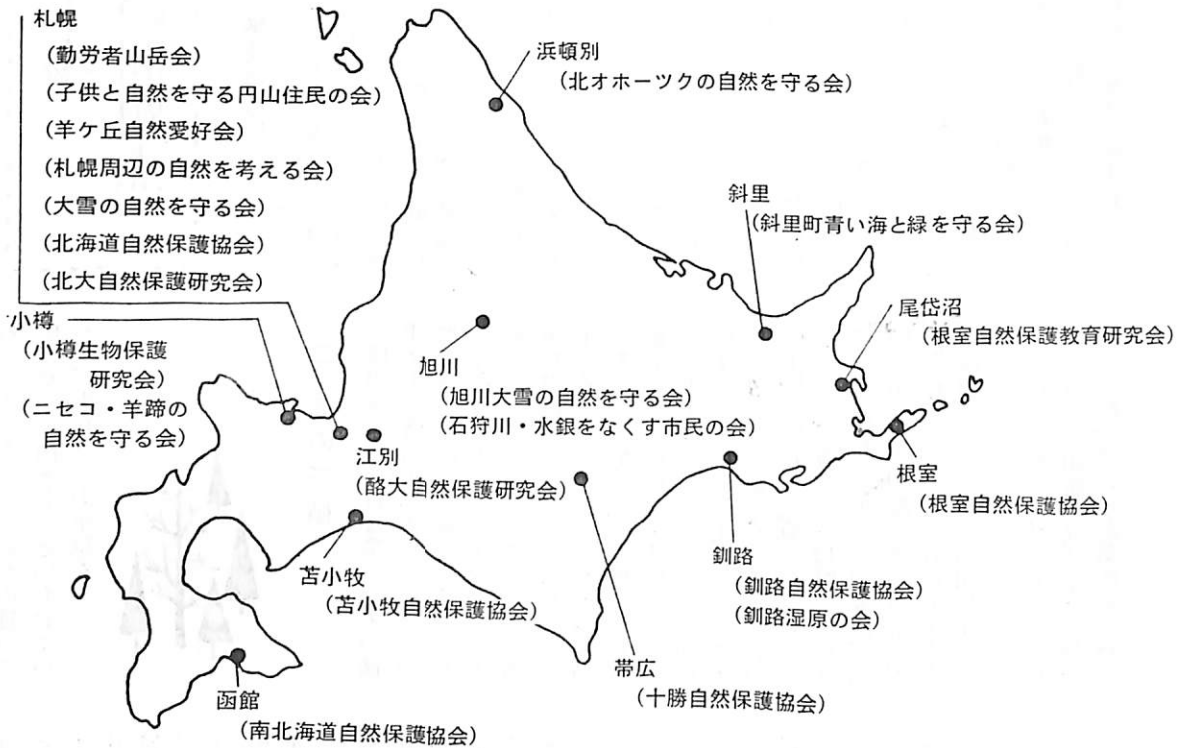 札幌
(勤労者山岳会)
(子供と自然を守る円山住民の会)
(羊ケ丘自然愛好会)
(札幌周辺の自然を考える会)
(大雪の自然を守る会)
(北海道自然保護協会)
(北大自然保護研究会)
小樽
(小樽生物保護
研究会)
(ニセコ・羊蹄の
自然を守る会)
浜頓別
(北オホーツクの自然を守る会)
斜里
(斜里町青い海と緑を守る会)
尾岱沼
(根室自然保護教育研究会)
旭川
(旭川大雪の自然を守る会)
(石狩川・水銀をなくす市民の会)
江別
(酪大自然保護研究会)
根室
(根室自然保護協会)
釧路
(釧路自然保護協会)
(釧路湿原の会)
苫小牧
(苫小牧自然保護協会)
帯広
(十勝自然保護協会)
函館
(南北海道自然保護協会)